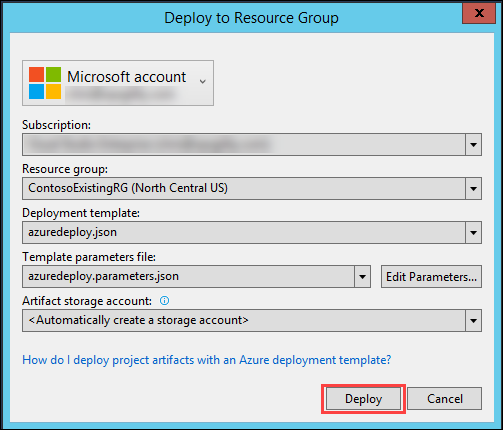 Deploy to Resource Group
x
Microsoft account
Subscription:
Resource group:
ContosoExistingRG (North Central US)
Deployment template:
azuredeploy.json
Template parameters file:
azuredeploy.parameters.json
Edit Parameters...
Artifact storage account:
<Automatically create a storage account>
How do I deploy project artifacts with an Azure deployment template?
Deploy
Cancel